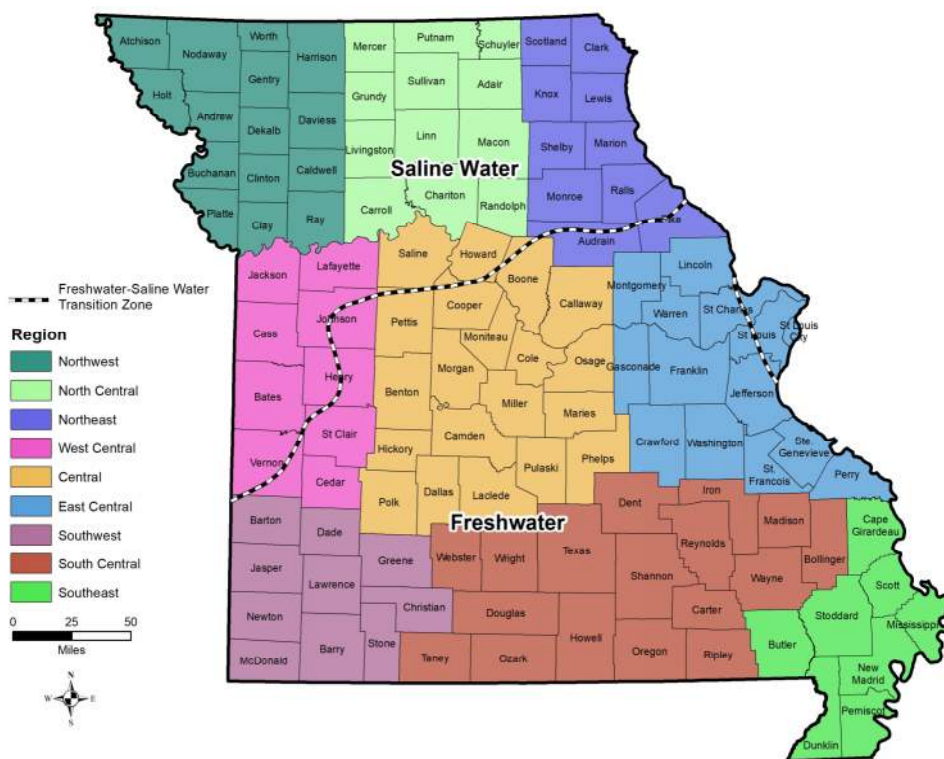 Atchison
Nodaway
Worth
Harrison
Mercer
Putnam
Schuyler
Scotland
Clark
Gentry
Holt
Grundy
Sullivan
Adair
Knox
Lewis
Andrew
Dekalb
Daviess
Livingston
Linn
Macon
Shelby
Marion
Saline Water
Buchanan
Clinton
Caldwell
Chariton
Monroe
Ralls
Platte
Clay
Ray
Carroll
Randolph
Audrain
Jackson
Lafayette
Saline
Howard
Boone
Callaway
Montgomery
Lincoln
Warren
St Charles
St Louis
St Louis
City
Freshwater-Saline Water
Transition Zone
Region
Northwest
North Central
Northeast
West Central
Central
East Central
Southwest
South Central
Southeast
0 25 50
Miles
N
W E
S
Cass
Johnson
Pettis
Cooper
Moniteau
Cole
Osage
Gasconade
Franklin
Jefferson
Bates
Henry
Benton
Morgan
Miller
Maries
St Clair
Camden
Crawford
Washington
Ste.
Genevieve
St.
Francois
Perry
Vernon
Hickory
Pulaski
Phelps
Cedar
Polk
Dallas
Laclede
Freshwater
Dent
Iron
Madison
Cape
Girardeau
Barton
Dade
Greene
Webster
Wright
Texas
Reynolds
Bollinger
Jasper
Lawrence
Shannon
Wayne
Scott
Newton
Christian
Douglas
Carter
Stoddard
Mississippi
McDonald
Barry
Stone
Taney
Ozark
Howell
Oregon
Ripley
Butler
New
Madrid
Pemiscot
Dunklin